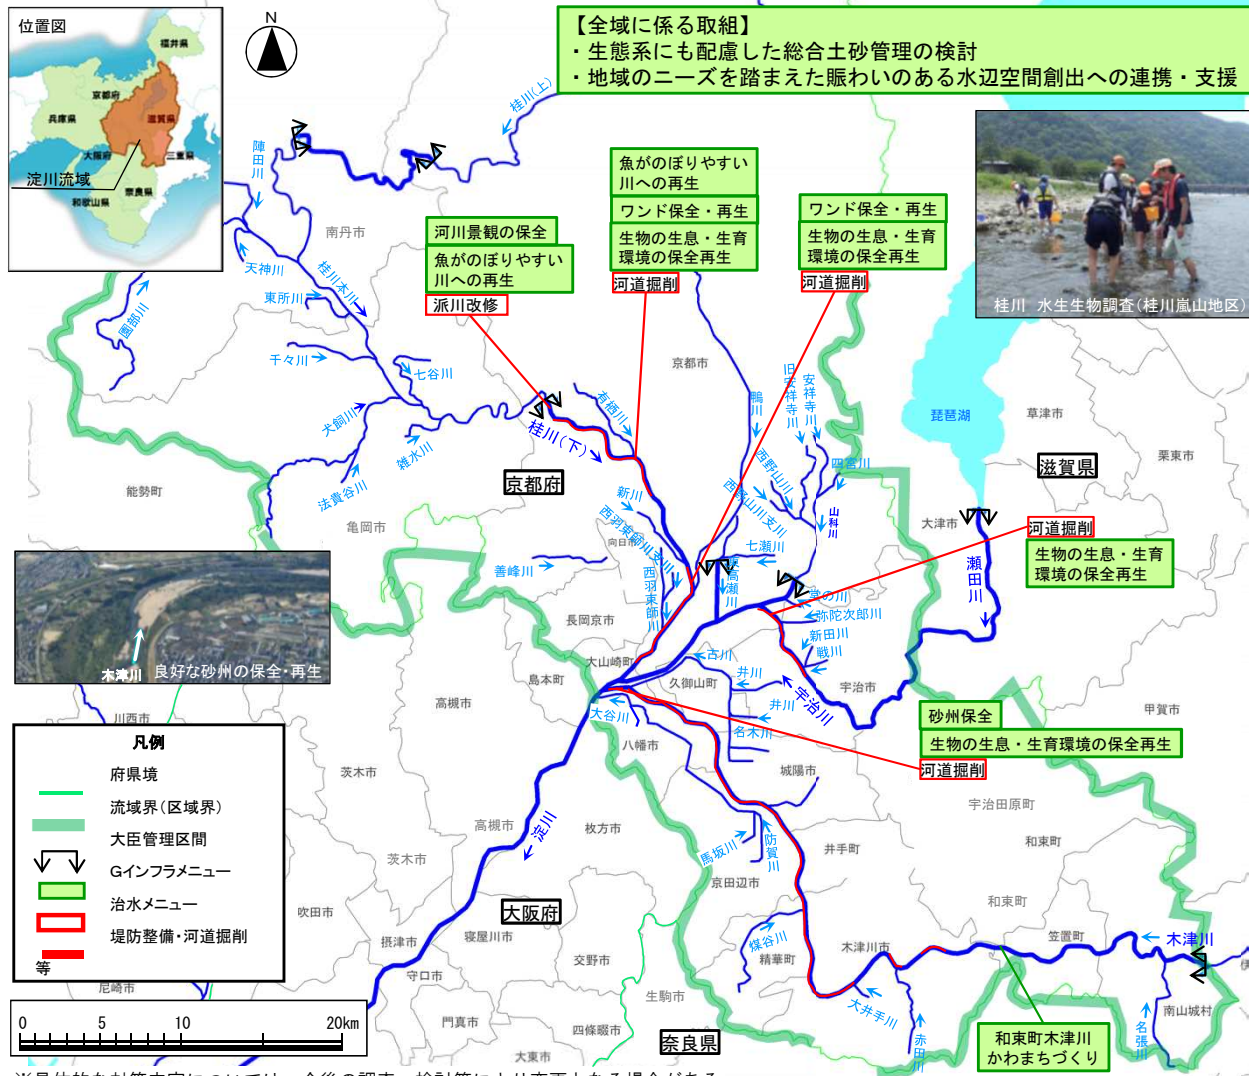 位置図
福井県
京都府
兵庫県
滋賀県
大阪府
三重県
奈良県
和歌山県
淀川流域
N
【全域に係る取組】
・生態系にも配慮した総合土砂管理の検討
・地域のニーズを踏まえた賑わいのある水辺空間創出への連携・支援
桂川 水生生物調査(桂川嵐山地区)
桂川(上)
陣田川
南丹市
天神川
桂川本川
東所川
園部川
千々川
七谷川
犬飼川
雑水川
法貴谷川
能勢町
亀岡市
河川景観の保全
魚がのぼりやすい
川への再生
派川改修
魚がのぼりやすい
川への再生
ワンド保全・再生
生物の生息・生育
環境の保全再生
河道掘削
ワンド保全・再生
生物の生息・生育
環境の保全再生
河道掘削
京都市
有栖川
桂川(下)
鴨川
旧安祥寺川
安祥寺川
四宮川
西野山川
西野山川支川
山科川
七瀬川
京都府
新川
西羽束師川支川
向日市
西羽束師川
善峰川
長岡京市
大山崎町
島本町
高槻市
琵琶湖
草津市
栗東市
滋賀県
大津市
瀬田川
河道掘削
生物の生息・生育
環境の保全再生
堂の川
弥陀次郎川
新田川
戦川
宇治川
宇治市
古川
久御山町
井川
井川
名木川
大谷川
八幡市
城陽市
甲賀市
砂州保全
生物の生息・生育環境の保全再生
河道掘削
宇治田原町
和束町
和束町
井手町
馬坂川
防賀川
京田辺市
煤谷川
精華町
木津川市
大井手川
赤田川
笠置町
木津川
南山城村
名張川
和束町木津川
かわまちづくり
木津川
良好な砂州の保全・再生
川西市
凡例
府県境
流域界(区域界)
大臣管理区間
Gインフラメニュー
治水メニュー
堤防整備・河道掘削
等
尼崎市
0 5 10 20km
茨木市
高槻市
茨木市
吹田市
摂津市
守口市
門真市
大東市
四條畷市
寝屋川市
交野市
枚方市
淀川
大阪府
生駒市
奈良県